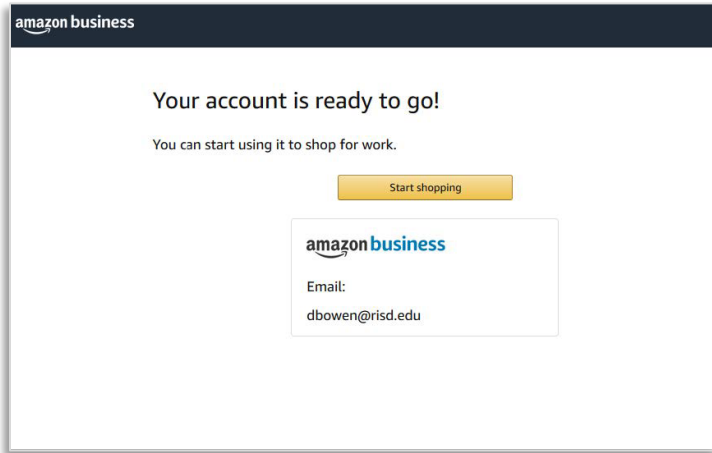 amazon business
Your account is ready to go!
You can start using it to shop for work.
Start shopping
amazon business
Email:
dbowen@risd.edu